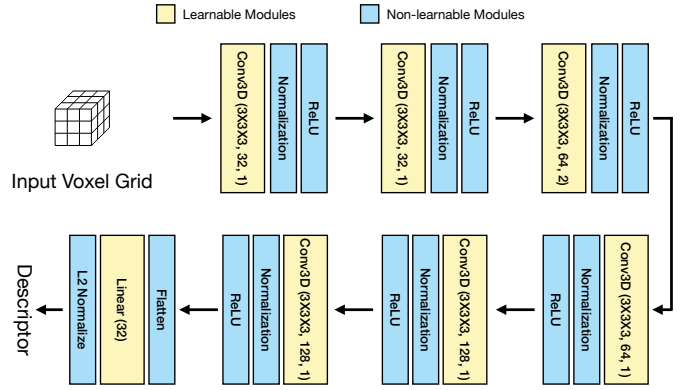 Learnable Modules
Non-learnable Modules
Input Voxel Grid
Conv3D (3X3X3, 32, 1)
Normalization
ReLU
Conv3D (3X3X3, 32, 1)
Normalization
ReLU
Conv3D (3X3X3, 64, 2)
Normalization
ReLU
Conv3D (3X3X3, 64, 1)
Normalization
ReLU
Conv3D (3X3X3, 128, 1)
Normalization
ReLU
Conv3D (3X3X3, 128, 1)
Normalization
ReLU
Flatten
Linear (32)
L2 Normalize
Descriptor